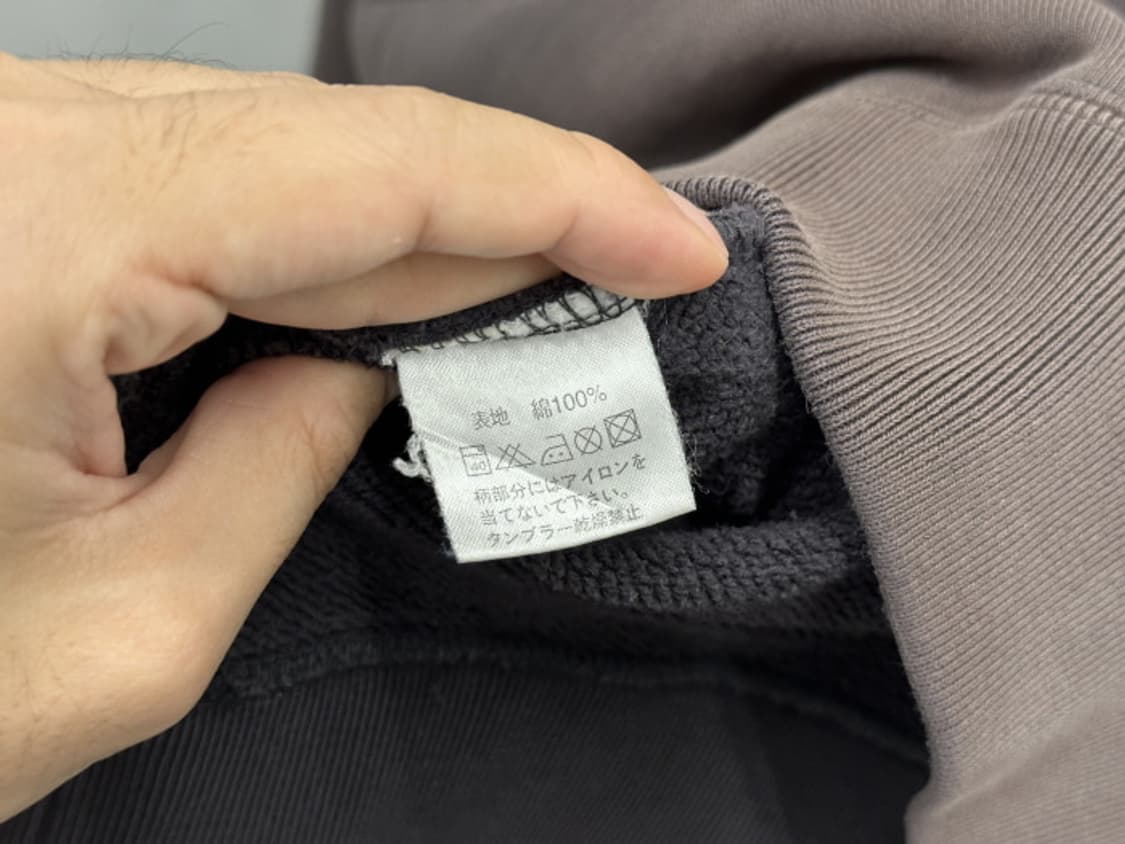 表地 綿100%
40
柄部分にはアイロンを
当てないで下さい。
タンブラー乾燥禁止